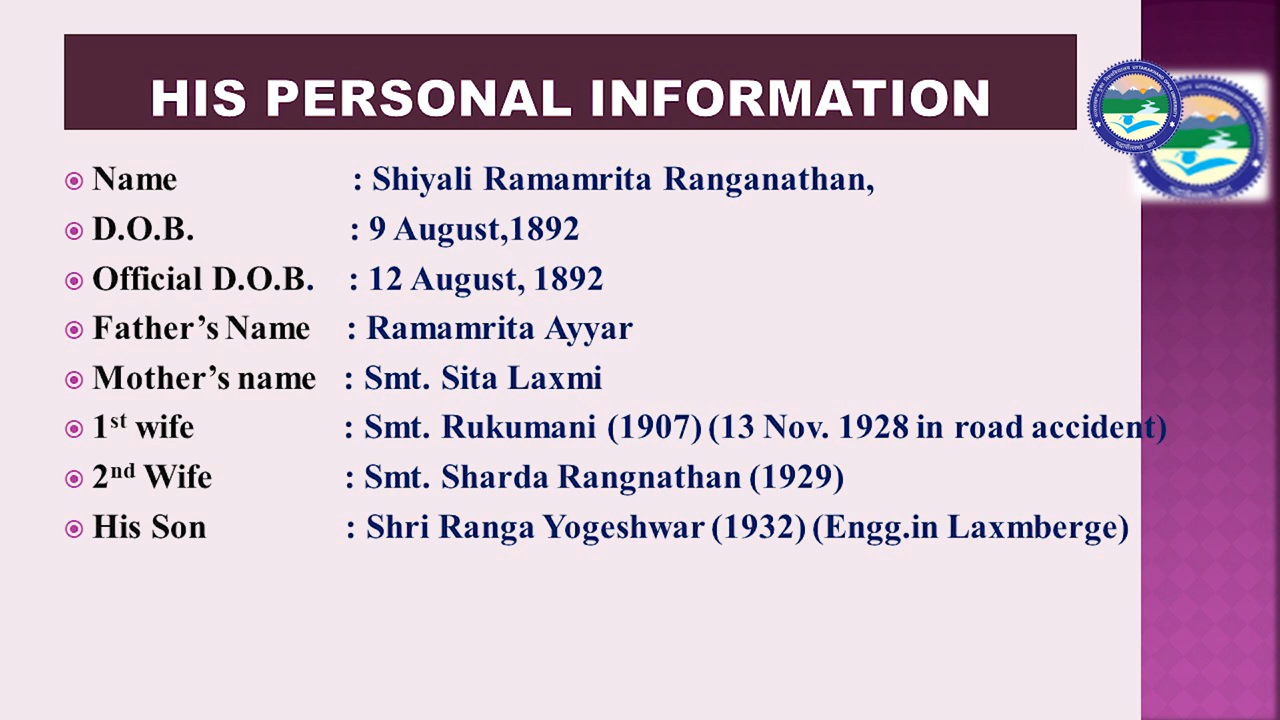 HIS PERSONAL INFORMATION
Name : Shiyali Ramamrita Ranganathan,
D.O.B. : 9 August,1892
Official D.O.B. : 12 August, 1892
Father’s Name : Ramamrita Ayyar
Mother’s name : Smt. Sita Laxmi
1st wife : Smt. Rukumani (1907) (13 Nov. 1928 in road accident)
2nd Wife : Smt. Sharda Rangnathan (1929)
His Son : Shri Ranga Yogeshwar (1932) (Engg.in Laxmberge)